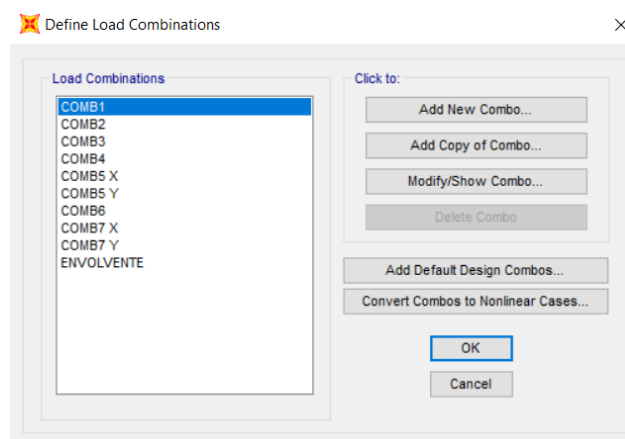 Define Load Combinations
Load Combinations
COMB1
COMB2
COMB3
COMB4
COMB5 X
COMB5 Y
COMB6
COMB7 X
COMB7 Y
ENVOLVENTE
Click to:
Add New Combo...
Add Copy of Combo...
Modify/Show Combo...
Delete Combo
Add Default Design Combos...
Convert Combos to Nonlinear Cases...
OK
Cancel